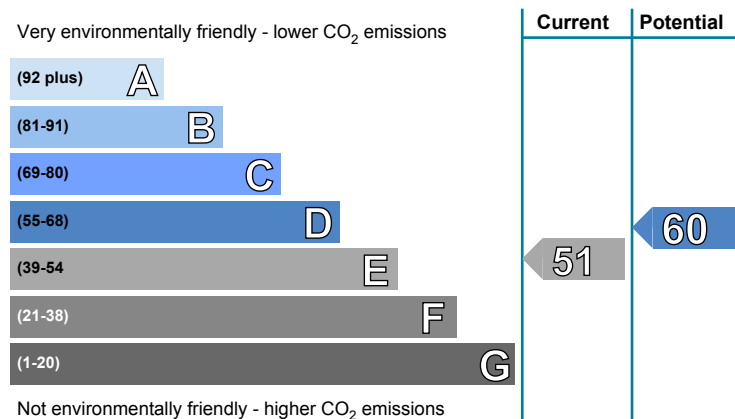 Very environmentally friendly - lower CO2 emissions
Current
Potential
(92 plus) A
(81-91) B
(69-80) C
(55-68) D
(39-54 E
(21-38) F
(1-20) G
51
60
Not environmentally friendly - higher CO2 emissions